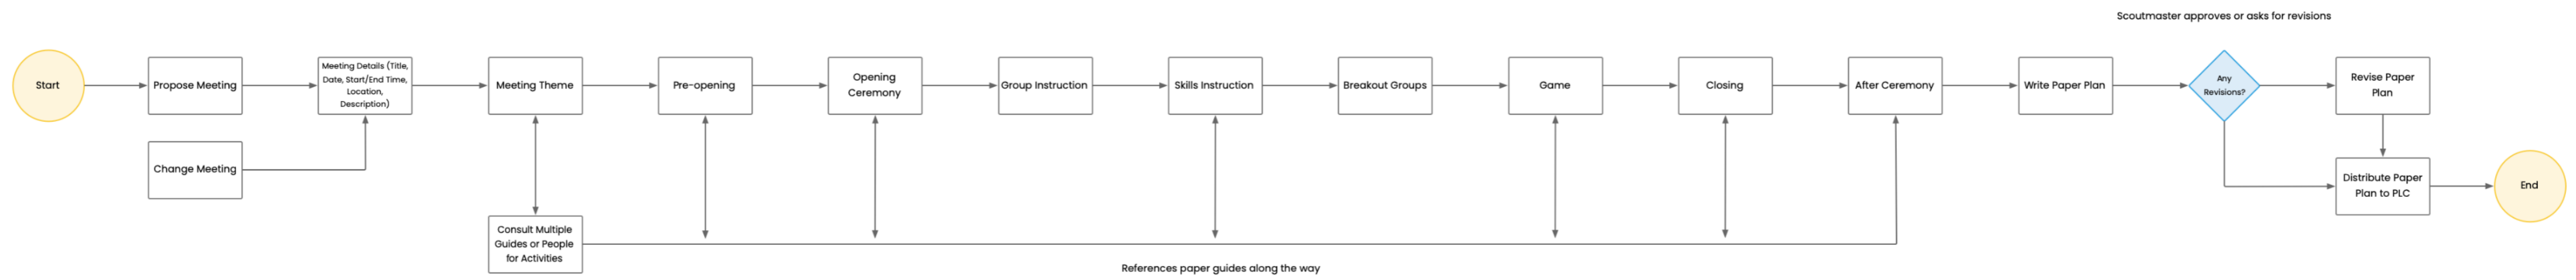 Scoutmaster approves or asks for revisions
Start
Propose Meeting
Meeting Details (Title,
Date, Start/End Time,
Location,
Description)
Meeting Theme
Pre-opening
Opening
Ceremony
Group Instruction
Skills Instruction
Breakout Groups
Game
Closing
After Ceremony
Write Paper Plan
Any
Revisions?
Revise Paper
Plan
Change Meeting
Distribute Paper
Plan to PLC
End
Consult Multiple
Guides or People
for Activities
References paper guides along the way